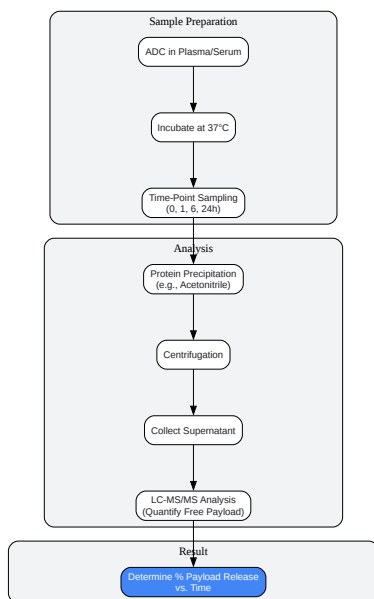 Sample Preparation
ADC in Plasma/Serum
Incubate at 37°C
Time-Point Sampling
(0, 1, 6, 24h)
Analysis
Protein Precipitation
(e.g., Acetonitrile)
Centrifugation
Collect Supernatant
LC-MS/MS Analysis
(Quantify Free Payload)
Result
Determine % Payload Release
vs. Time